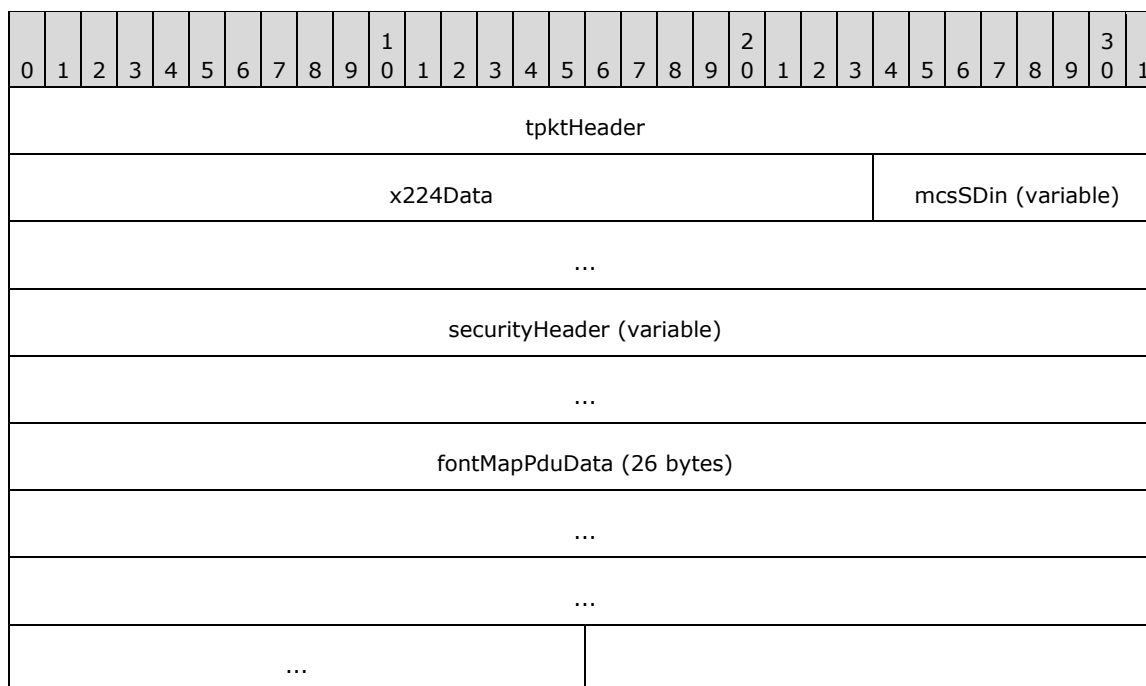 1 2 3
0 1 2 3 4 5 6 7 8 9 0 1 2 3 4 5 6 7 8 9 0 1 2 3 4 5 6 7 8 9 0 1
tpktHeader
x224Data mcsSDin (variable)
...
securityHeader (variable)
...
fontMapPduData (26 bytes)
...
...
...